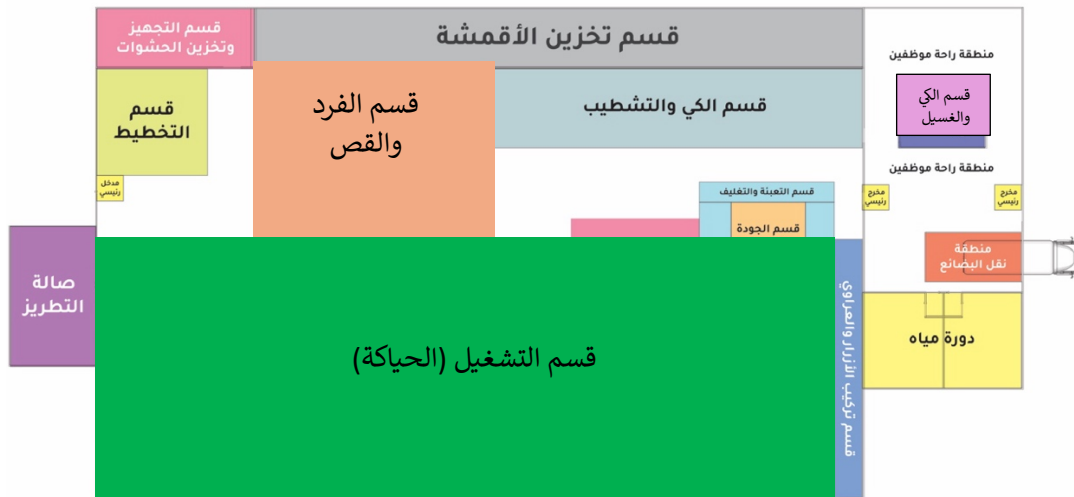 قسم التجهيز
وتخزين الحشوات
قسم تخزين الأقمشة
منطقة راحة موظفين
قسم الكي
والغسيل
منطقة راحة موظفين
قسم
التخطيط
قسم الفرد
والقص
قسم الكي والتشطيب
مدخل
رئيسي
قسم التعبئة والتغليف
قسم الجودة
مخرج
رئيسي
مخرج
رئيسي
منطقة
نقل البضائع
صالة
التطريز
قسم التشغيل (الحياكة)
قسم تركيب الأزرار والعراوي
دورة مياه